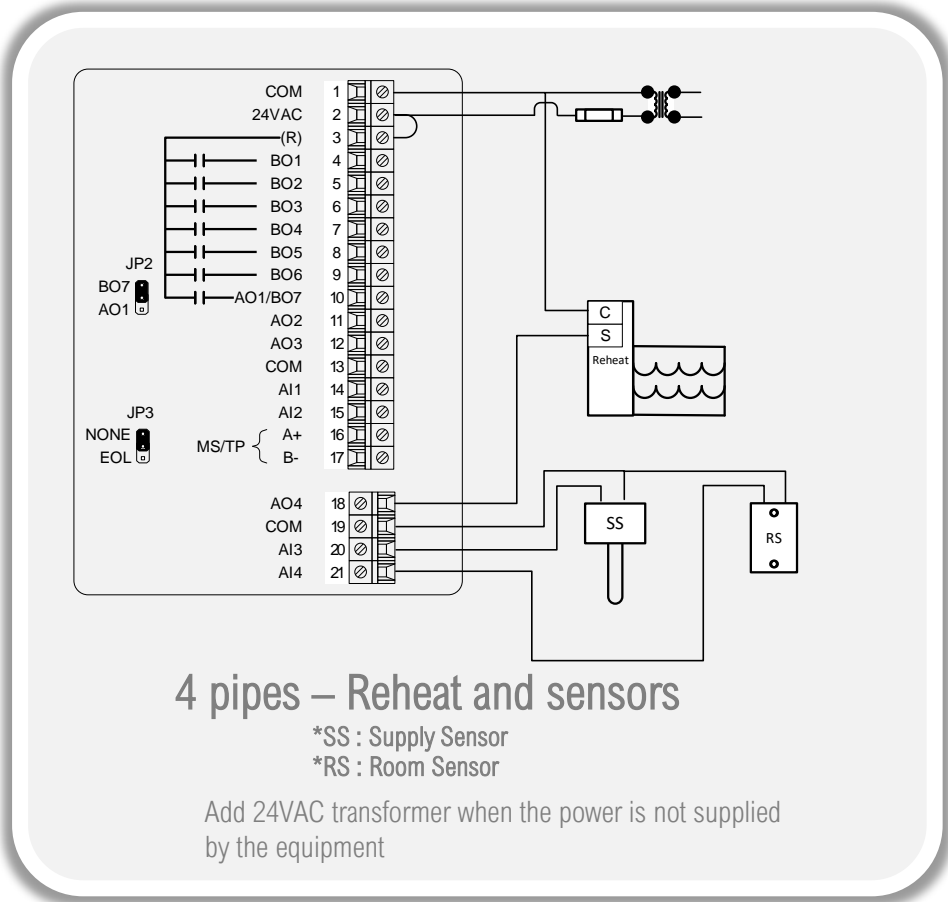 COM 1
24VAC 2
(R) 3
BO1 4
BO2 5
BO3 6
BO4 7
BO5 8
JP2
BO6 9
BO7
AO1/BO7 10
AO1
AO2 11
AO3 12
COM 13
AI1 14
AI2 15
JP3
NONE
A+ 16
MS/TP
EOL
B- 17
C
S
Reheat
AO4 18
COM 19
AI3 20
AI4 21
SS
RS
4 pipes – Reheat and sensors
*SS : Supply Sensor
*RS : Room Sensor
Add 24VAC transformer when the power is not supplied
by the equipment